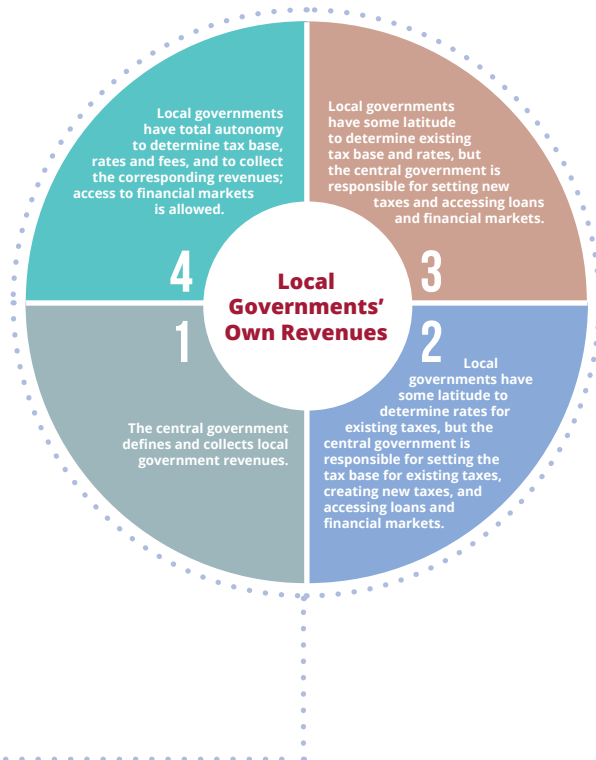 Local governments
have total autonomy
to determine tax base,
rates and fees, and to collect
the corresponding revenues;
access to financial markets
is allowed.
4
Local governments
have some latitude
to determine existing
tax base and rates, but
the central government is
responsible for setting new
taxes and accessing loans
and financial markets.
3
Local
Governments’
Own Revenues
1
The central government
defines and collects local
government revenues.
2
Local
governments have
some latitude to
determine rates for
existing taxes, but the
central government is
responsible for setting the
tax base for existing taxes,
creating new taxes, and
accessing loans and
financial markets.